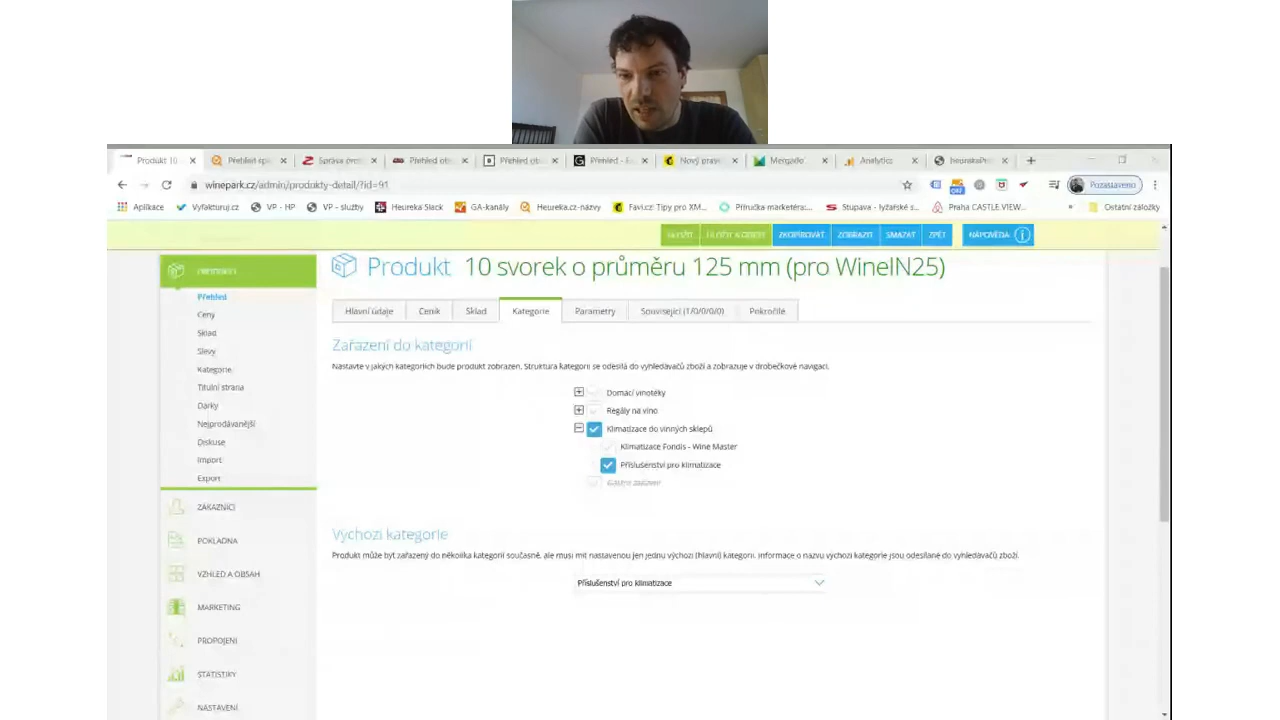 Produkt 10
Přehled
Správa
Přehled
Přehled
Přehled
Nový
Mergado
Analytics
winepark.cz/admin/produkty-detail/?id=91
Pozastaveno
Aplikace
Vyfakturuj.cz
VP - HP
VP - služby
Heureka Slack
GA-kanály
Heureka.cz-názvy
Favi.cz: Tipy pro XM...
Příručka marketéra:...
Stupava - lyžařské s...
Praha CASTLE VIEW...
Ostatní záložky
ULOŽIT
ZKOPÍROVAT
ZOBRAZIT
SMAZAT
ZPĚT
NÁPOVĚDA
PRODUKTY
Produkt 10 svorek o průměru 125 mm (pro WineIN25)
Přehled
Ceny
Sklad
Slevy
Kategorie
Titulní strana
Dárky
Nejprodávanější
Diskuse
Import
Export
ZÁKAZNÍCI
POKLADNA
VZHLED A OBSAH
MARKETING
PROPOJENÍ
STATISTIKY
NASTAVENÍ
Hlavní údaje
Ceník
Sklad
Kategorie
Parametry
Související (1/0/0/0/0)
Pokročilé
Zařazení do kategorií
Nastavte v jakých kategoriích bude produkt zobrazen. Struktura kategorií se odesílá do vyhledávačů zboží a zobrazuje v drobečkové navigaci.
Domácí vinotéky
Regály na víno
Klimatizace do vinných sklepů
Klimatizace Fondis - Wine Master
Příslušenství pro klimatizace
Gastro zařízení
Výchozí kategorie
Produkt může být zařazený do několika kategorií současně, ale musí mít nastavenou jen jednu výchozí (hlavní) kategorii. Informace o názvu výchozí kategorie jsou odesílané do vyhledávačů zboží.
Příslušenství pro klimatizace